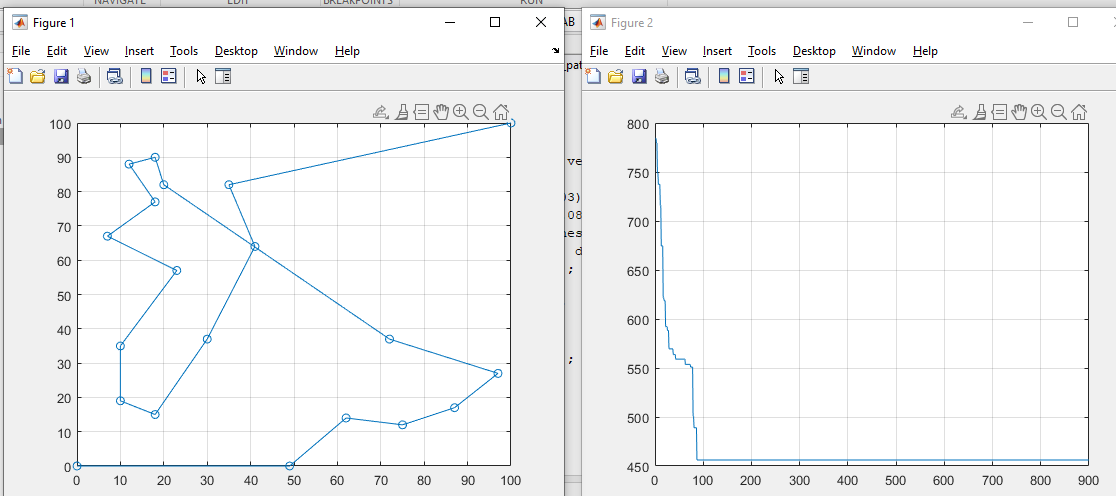 NAVIGATE EDIT BREAKPOINTS RUN
Figure 1
File Edit View Insert Tools Desktop Window Help
100
90
80
70
60
50
40
30
20
10
0
0 10 20 30 40 50 60 70 80 90 100
AB
_pat
ve
03)
08
nes
d
;
;
Figure 2
File Edit View Insert Tools Desktop Window Help
800
750
700
650
600
550
500
450
0 100 200 300 400 500 600 700 800 900